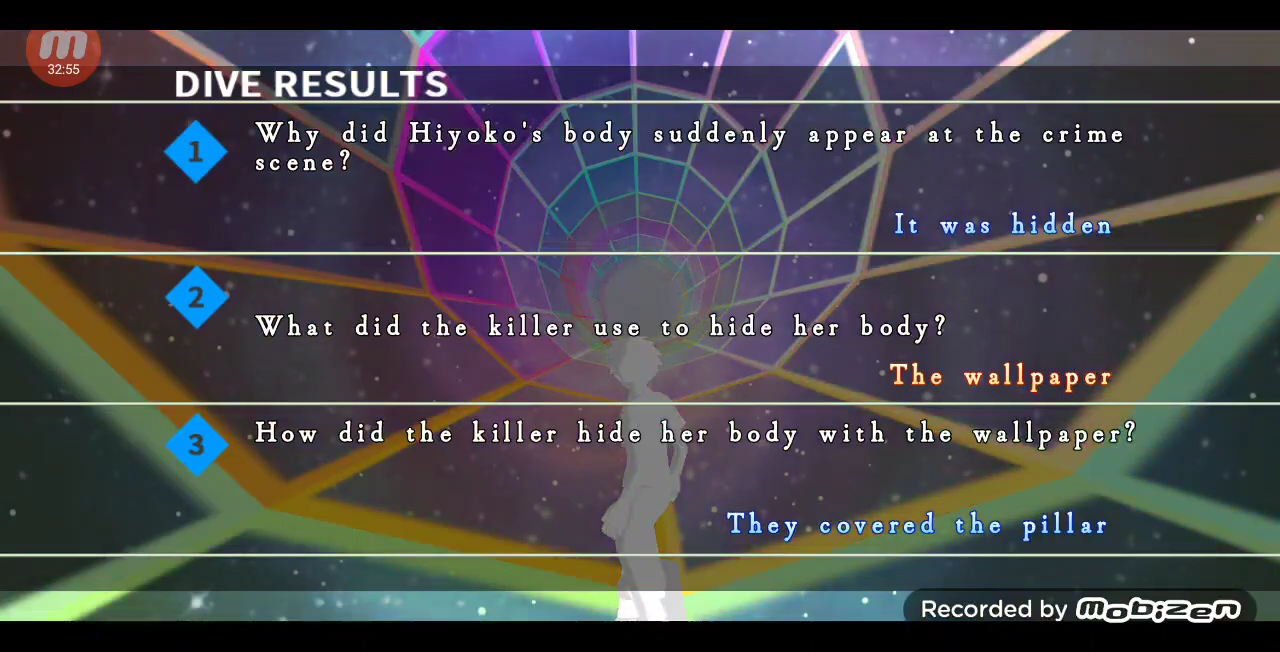 m
32:55
DIVE RESULTS
1
Why did Hiyoko's body suddenly appear at the crime
scene?
It was hidden
2
What did the killer use to hide her body?
The wallpaper
3
How did the killer hide her body with the wallpaper?
They covered the pillar
Recorded by mobizen